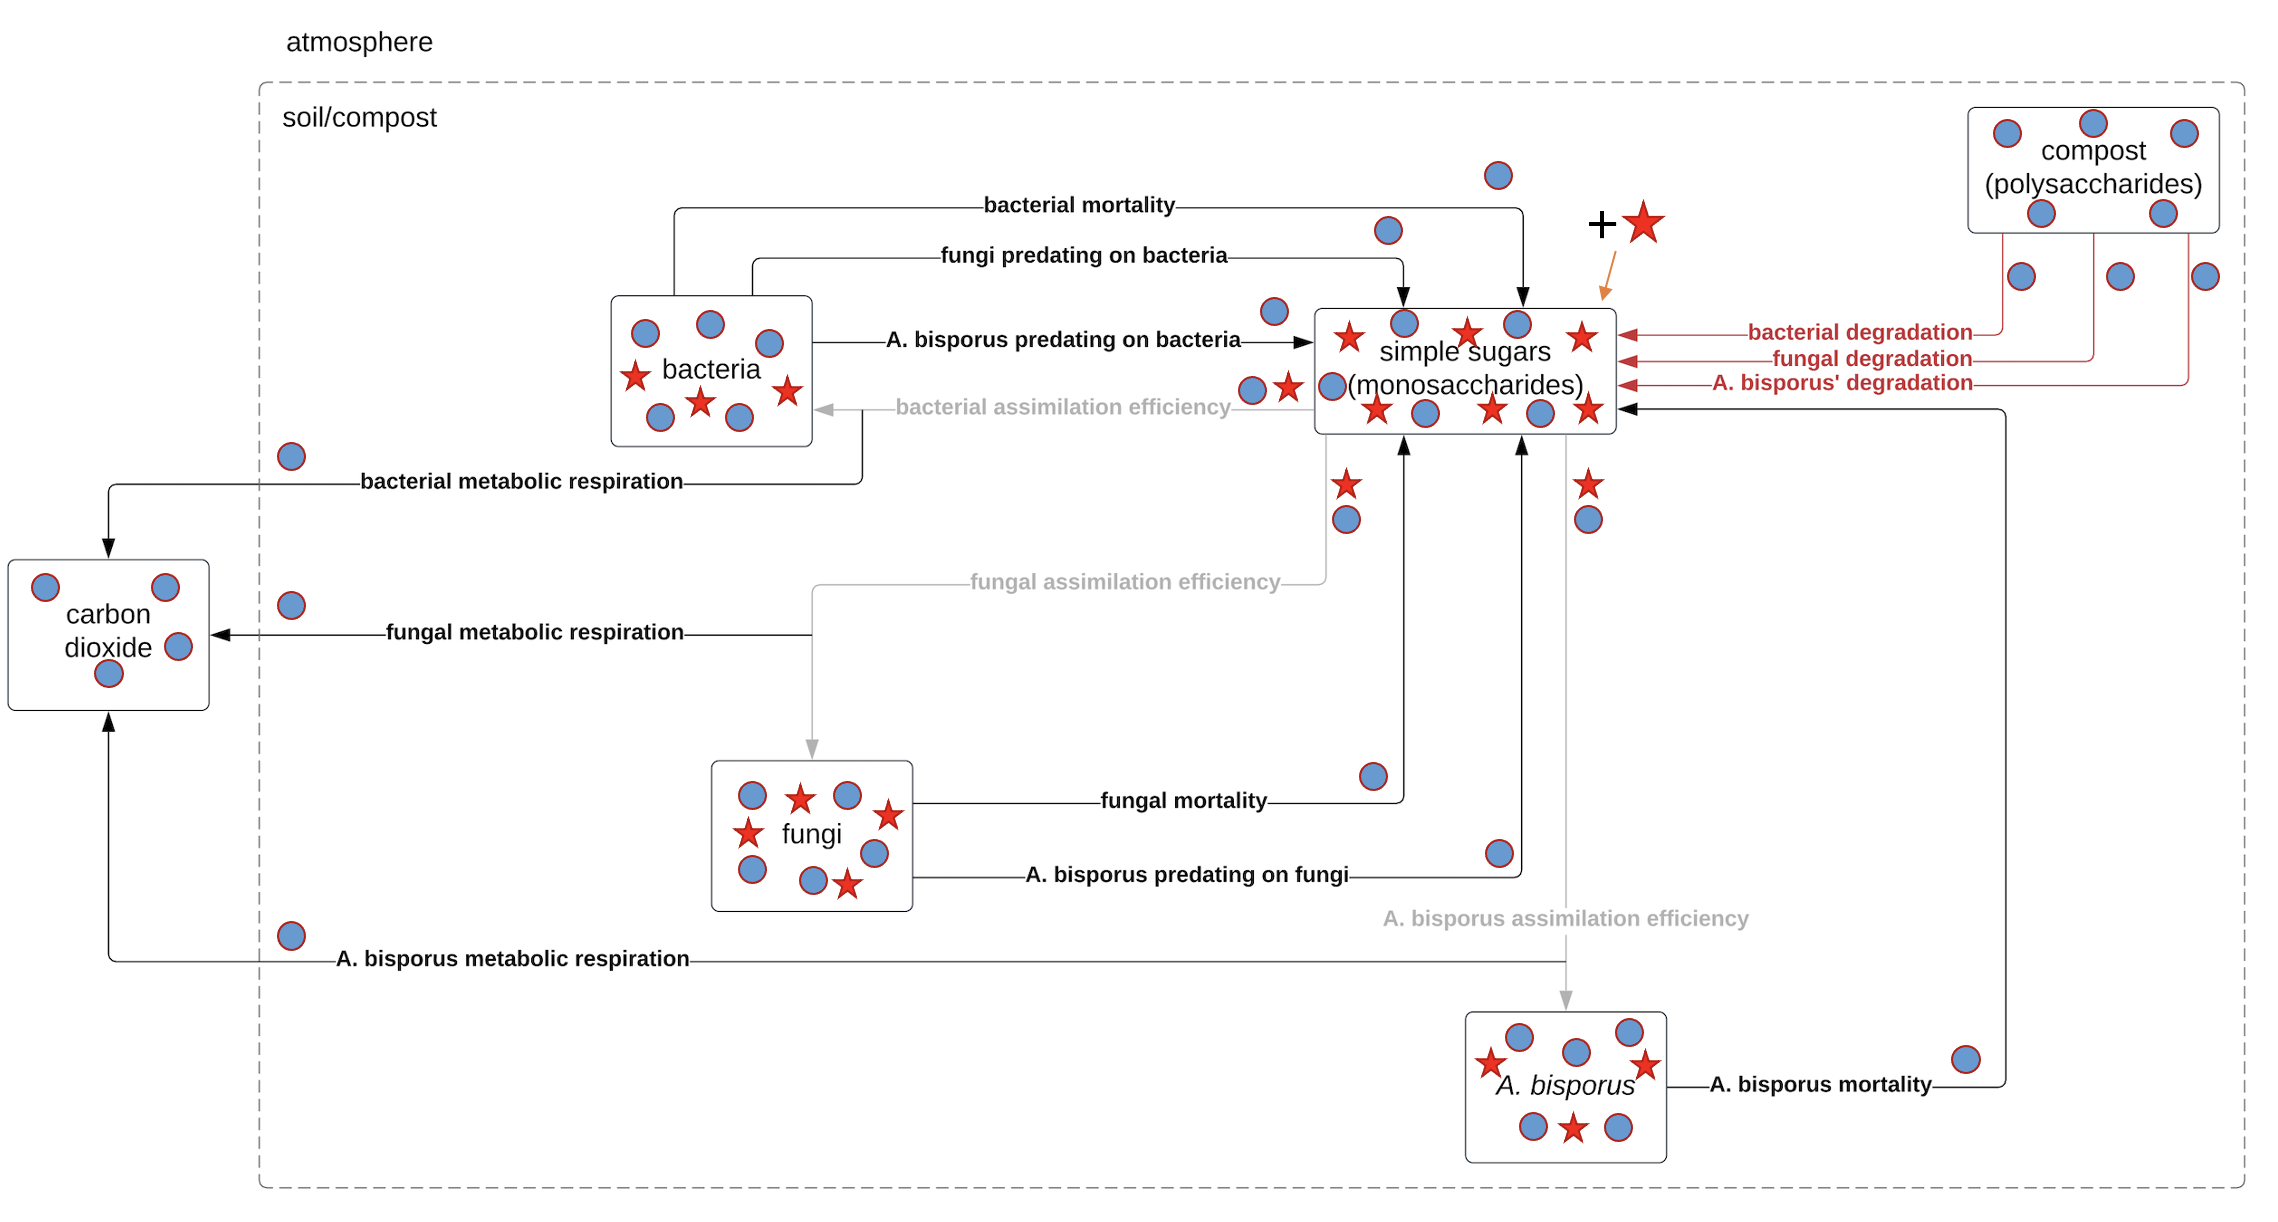 atmosphere
soil/compost
compost
(polysaccharides)
bacterial mortality
+
fungi predating on bacteria
A. bisporus predating on bacteria
bacteria
simple sugars
(monosaccharides)
bacterial degradation
fungal degradation
A. bisporus' degradation
bacterial assimilation efficiency
bacterial metabolic respiration
fungal assimilation efficiency
carbon
dioxide
fungal metabolic respiration
fungal mortality
fungi
A. bisporus predating on fungi
A. bisporus assimilation efficiency
A. bisporus metabolic respiration
A. bisporus
A. bisporus mortality